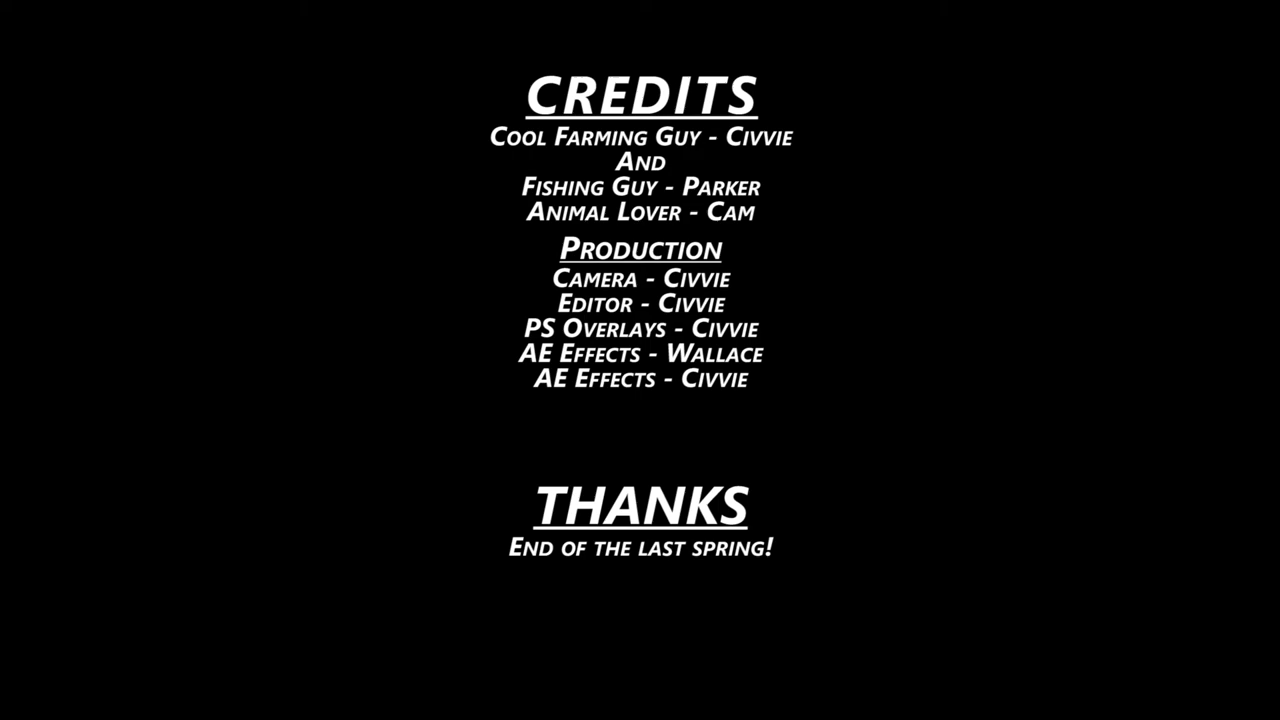 CREDITS
COOL FARMING GUY - CIVVIE
AND
FISHING GUY - PARKER
ANIMAL LOVER - CAM
PRODUCTION
CAMERA - CIVVIE
EDITOR - CIVVIE
PS OVERLAYS - CIVVIE
AE EFFECTS - WALLACE
AE EFFECTS - CIVVIE
THANKS
END OF THE LAST SPRING!